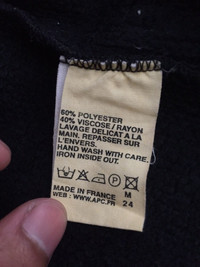 60% POLYESTER
40% VISCOSE / RAYON
LAVAGE DELICAT A LA
MAIN. REPASSER SUR
L'ENVERS.
HAND WASH WITH CARE.
IRON INSIDE OUT.
M
MADE IN FRANCE 24
WEB : WWW.APC.FR